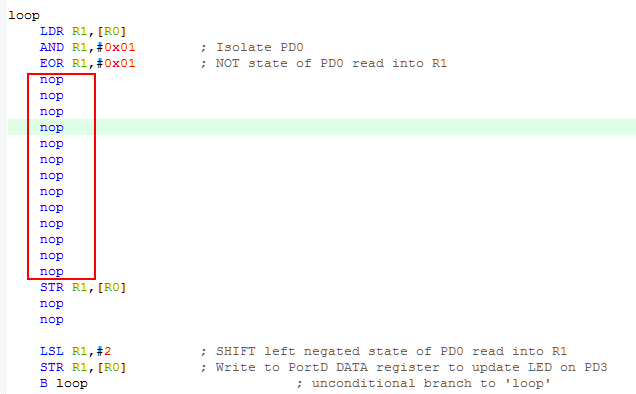 loop
LDR R1,[R0]
AND R1,#0x01 ; Isolate PD0
EOR R1,#0x01 ; NOT state of PD0 read into R1
nop
nop
nop
nop
nop
nop
nop
nop
nop
nop
nop
nop
nop
STR R1,[R0]
nop
nop
LSL R1,#2 ; SHIFT left negated state of PD0 read into R1
STR R1,[R0] ; Write to PortD DATA register to update LED on PD3
B loop ; unconditional branch to 'loop'